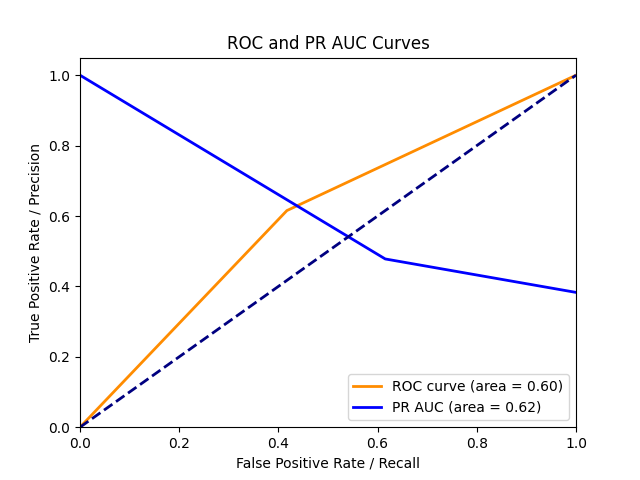 ROC and PR AUC Curves
True Positive Rate / Precision
1.0
0.8
0.6
0.4
0.2
0.0
0.0 0.2 0.4 0.6 0.8 1.0
False Positive Rate / Recall
ROC curve (area = 0.60)
PR AUC (area = 0.62)